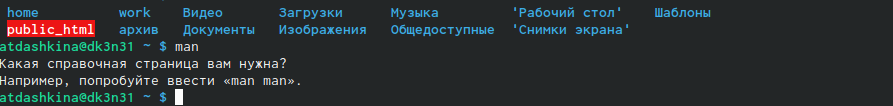 home work Видео Загрузки Музыка 'Рабочий стол' Шаблоны
public_html архив Документы Изображения Общедоступные 'Снимки экрана'
atdashkina@dk3n31 ~ $ man
Какая справочная страница вам нужна?
Например, попробуйте ввести «man man».
atdashkina@dk3n31 ~ $